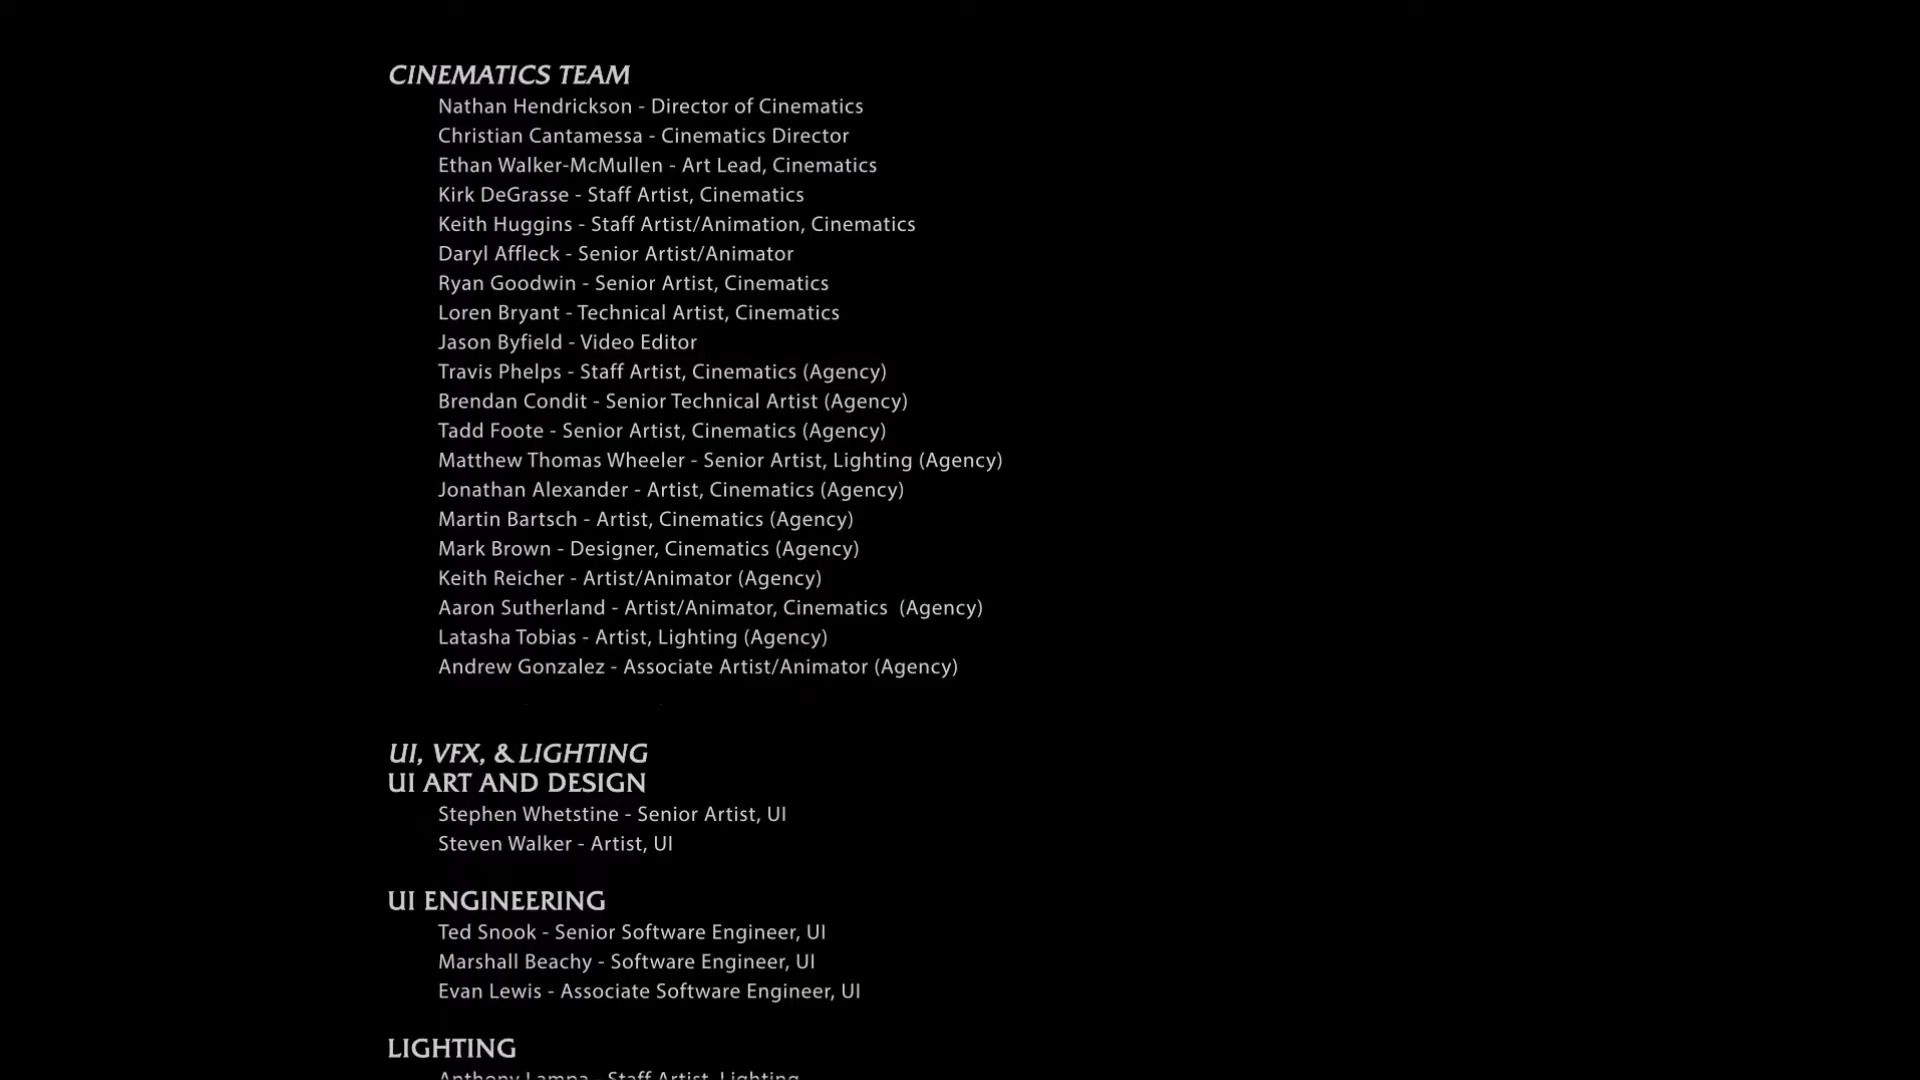 CINEMATICS TEAM
Nathan Hendrickson - Director of Cinematics
Christian Cantamessa - Cinematics Director
Ethan Walker-McMullen - Art Lead, Cinematics
Kirk DeGrasse - Staff Artist, Cinematics
Keith Huggins - Staff Artist/Animation, Cinematics
Daryl Affleck - Senior Artist/Animator
Ryan Goodwin - Senior Artist, Cinematics
Loren Bryant - Technical Artist, Cinematics
Jason Byfield - Video Editor
Travis Phelps - Staff Artist, Cinematics (Agency)
Brendan Condit - Senior Technical Artist (Agency)
Tadd Foote - Senior Artist, Cinematics (Agency)
Matthew Thomas Wheeler - Senior Artist, Lighting (Agency)
Jonathan Alexander - Artist, Cinematics (Agency)
Martin Bartsch - Artist, Cinematics (Agency)
Mark Brown - Designer, Cinematics (Agency)
Keith Reicher - Artist/Animator (Agency)
Aaron Sutherland - Artist/Animator, Cinematics  (Agency)
Latasha Tobias - Artist, Lighting (Agency)
Andrew Gonzalez - Associate Artist/Animator (Agency)
UI, VFX, & LIGHTING
UI ART AND DESIGN
Stephen Whetstine - Senior Artist, UI
Steven Walker - Artist, UI
UI ENGINEERING
Ted Snook - Senior Software Engineer, UI
Marshall Beachy - Software Engineer, UI
Evan Lewis - Associate Software Engineer, UI
LIGHTING
Anthony Lampa - Staff Artist, Lighting